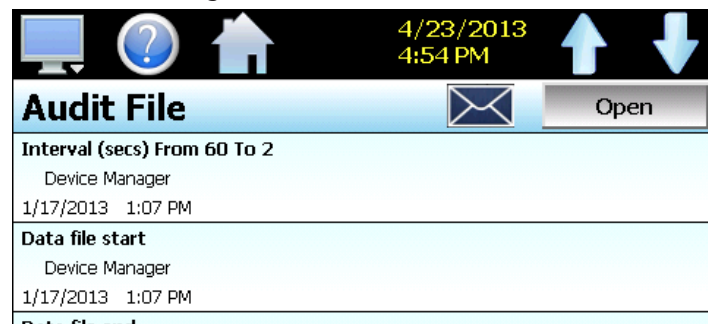 4/23/2013
4:54 PM
Audit File
Open
Interval (secs) From 60 To 2
Device Manager
1/17/2013 1:07 PM
Data file start
Device Manager
1/17/2013 1:07 PM